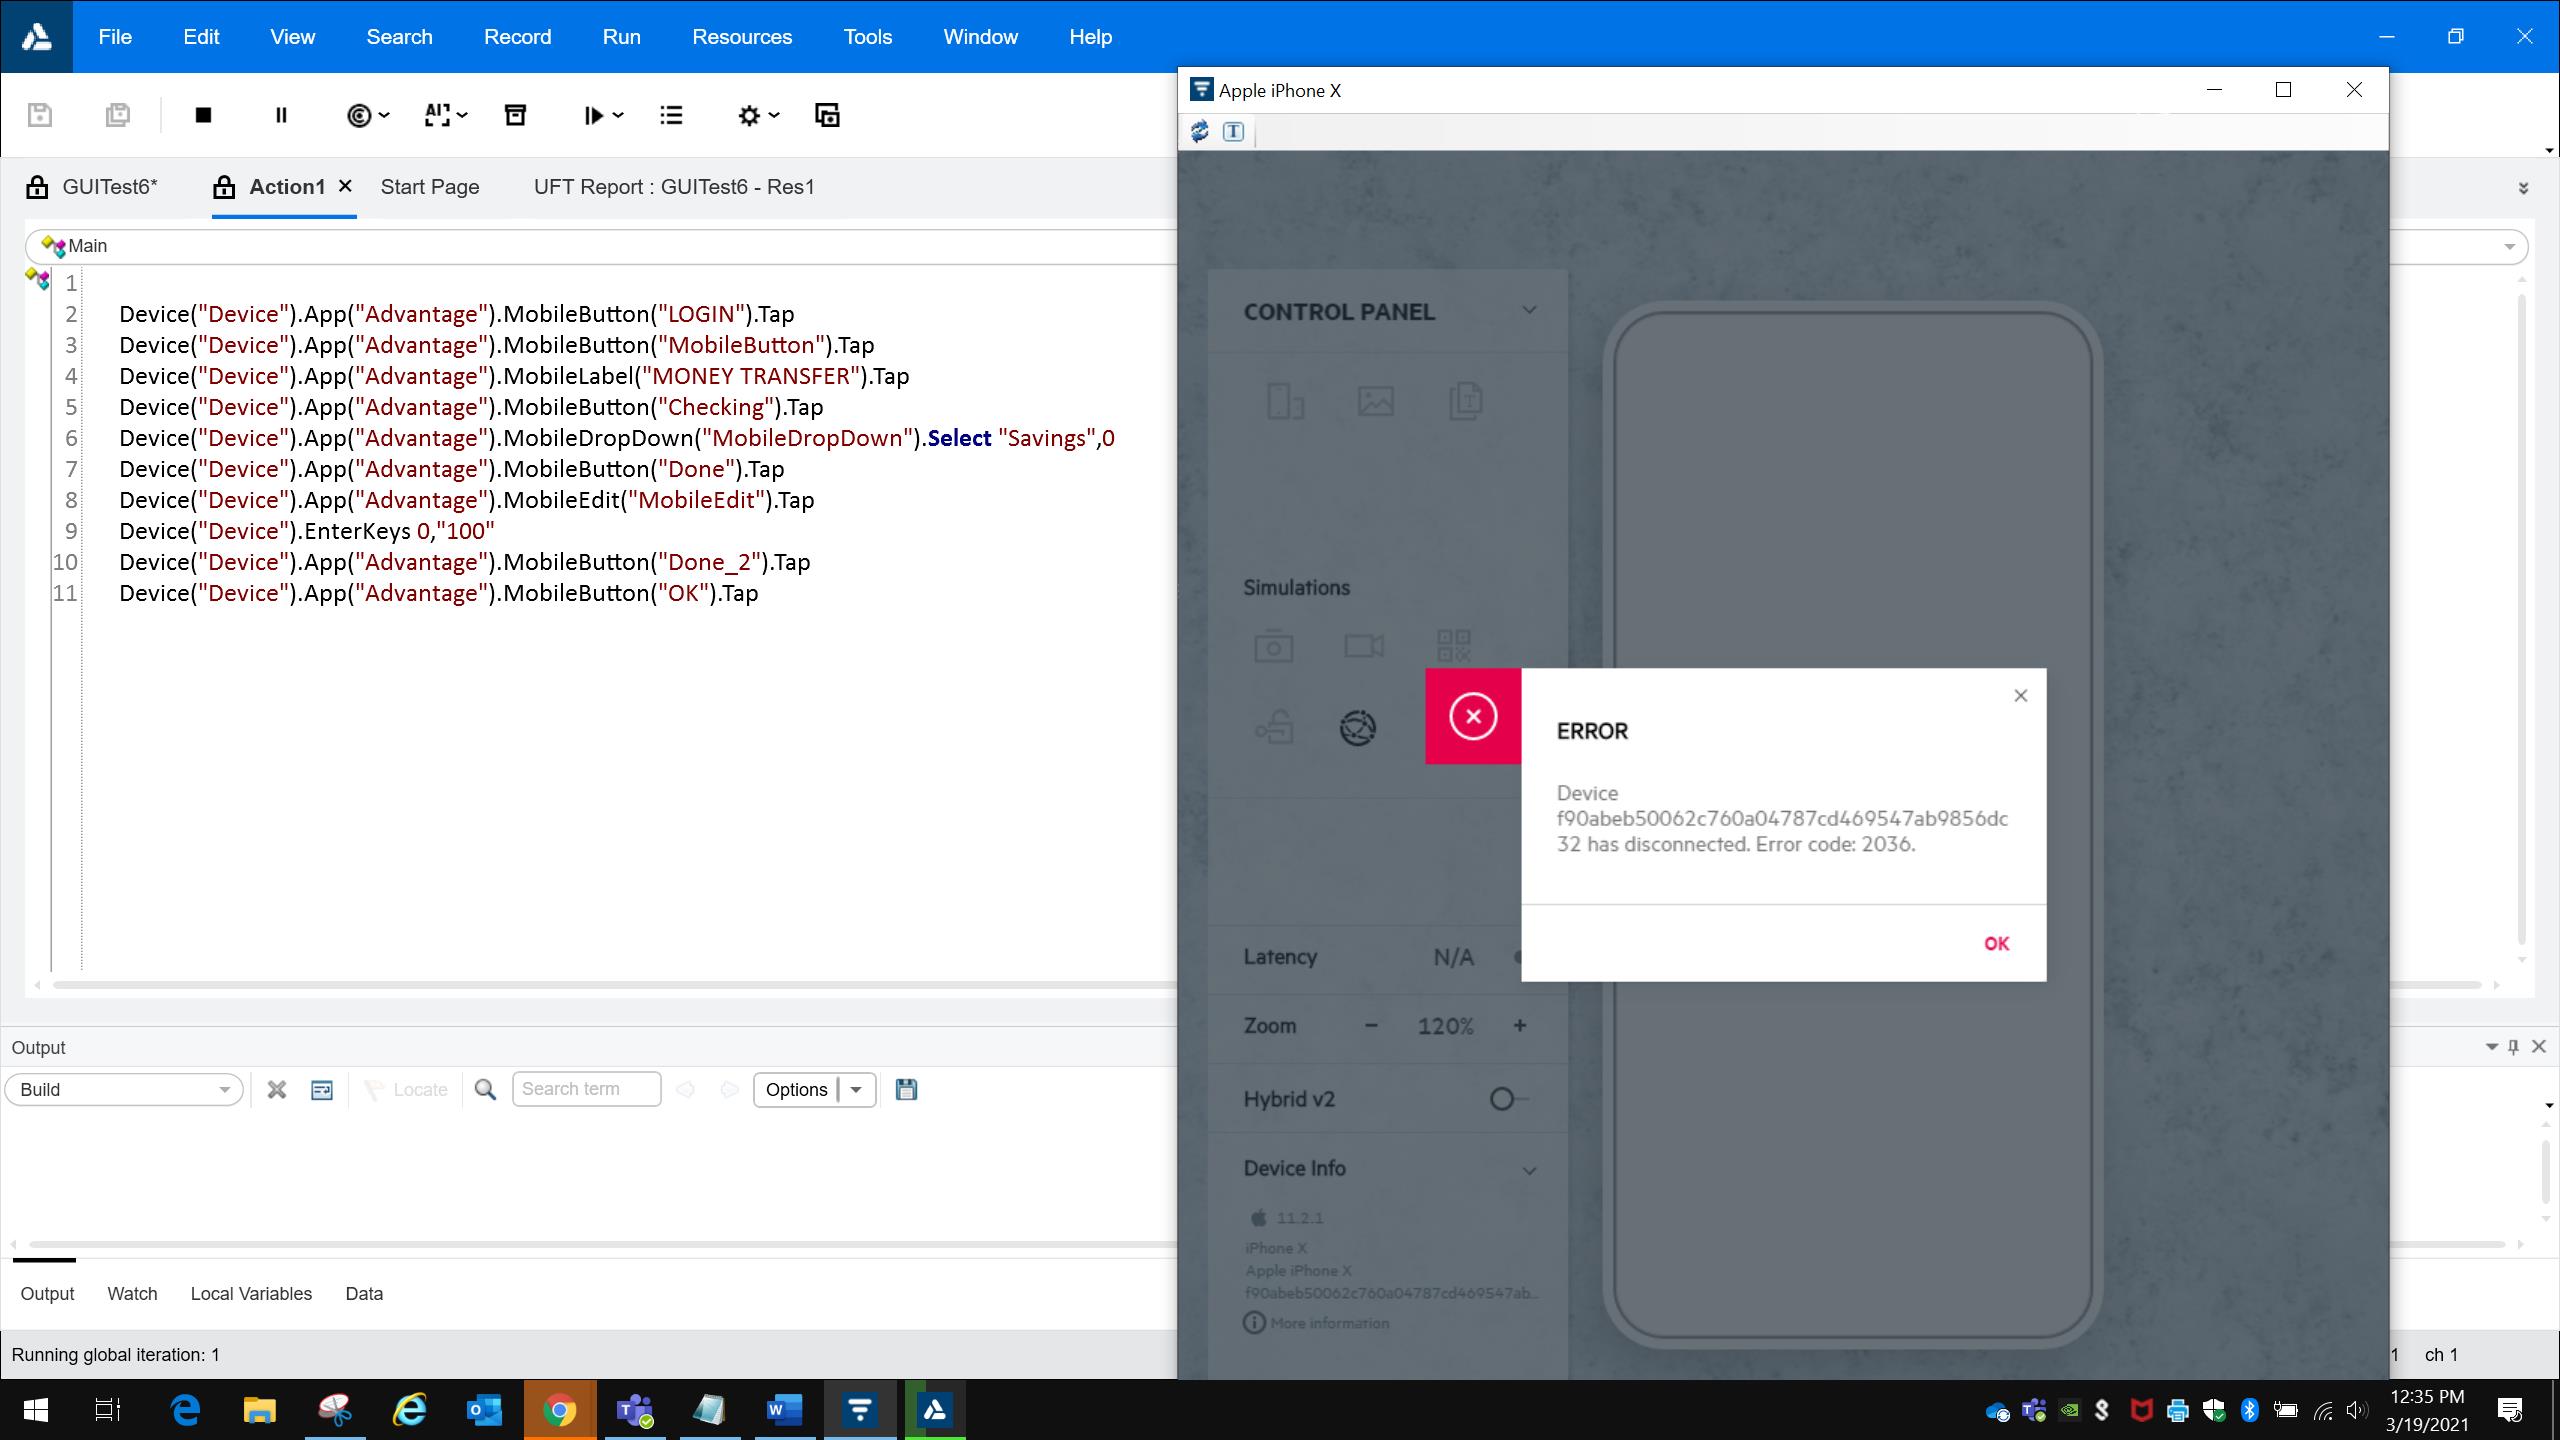 File Edit View Search Record Run Resources Tools Window Help
GUITest6* Action1 Start Page UFT Report : GUITest6 - Res1
Main
1
2 Device("Device").App("Advantage").MobileButton("LOGIN").Tap
3 Device("Device").App("Advantage").MobileButton("MobileButton").Tap
4 Device("Device").App("Advantage").MobileLabel("MONEY TRANSFER").Tap
5 Device("Device").App("Advantage").MobileButton("Checking").Tap
6 Device("Device").App("Advantage").MobileDropDown("MobileDropDown").Select "Savings",0
7 Device("Device").App("Advantage").MobileButton("Done").Tap
8 Device("Device").App("Advantage").MobileEdit("MobileEdit").Tap
9 Device("Device").EnterKeys 0,"100"
10 Device("Device").App("Advantage").MobileButton("Done_2").Tap
11 Device("Device").App("Advantage").MobileButton("OK").Tap
Apple iPhone X
CONTROL PANEL
Simulations
ERROR
Device
f90abeb50062c760a04787cd469547ab9856dc
32 has disconnected. Error code: 2036.
OK
Latency N/A
Zoom - 120% +
Hybrid v2
Device Info
11.2.1
iPhone X
Apple iPhone X
f90abeb50062c760a04787cd469547ab...
More information
Output
Build Locate Search term Options
Output Watch Local Variables Data
Running global iteration: 1
1 ch 1
12:35 PM
3/19/2021